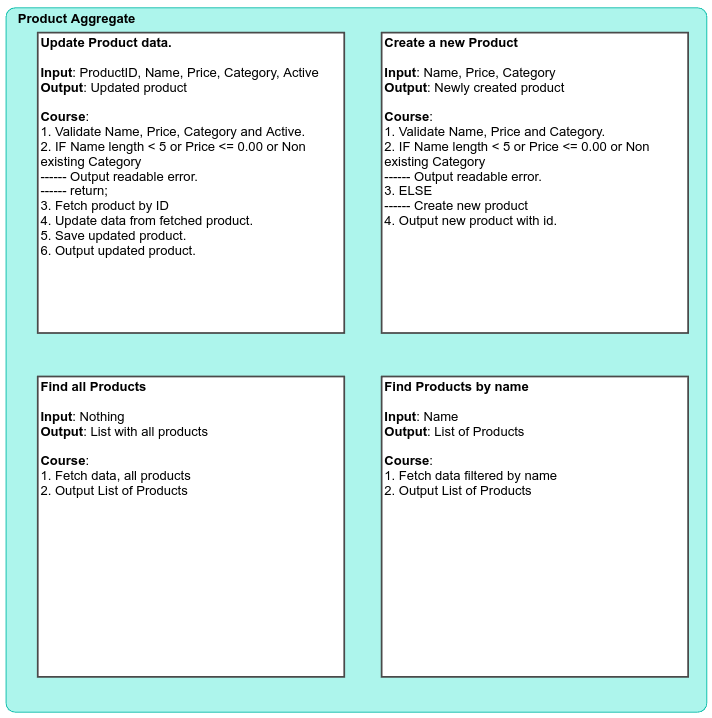 Product Aggregate
Update Product data.
Input: ProductID, Name, Price, Category, Active
Output: Updated product
Course:
1. Validate Name, Price, Category and Active.
2. IF Name length < 5 or Price <= 0.00 or Non
existing Category
------ Output readable error.
------ return;
3. Fetch product by ID
4. Update data from fetched product.
5. Save updated product.
6. Output updated product.
Create a new Product
Input: Name, Price, Category
Output: Newly created product
Course:
1. Validate Name, Price and Category.
2. IF Name length < 5 or Price <= 0.00 or Non
existing Category
------ Output readable error.
3. ELSE
------ Create new product
4. Output new product with id.
Find all Products
Input: Nothing
Output: List with all products
Course:
1. Fetch data, all products
2. Output List of Products
Find Products by name
Input: Name
Output: List of Products
Course:
1. Fetch data filtered by name
2. Output List of Products